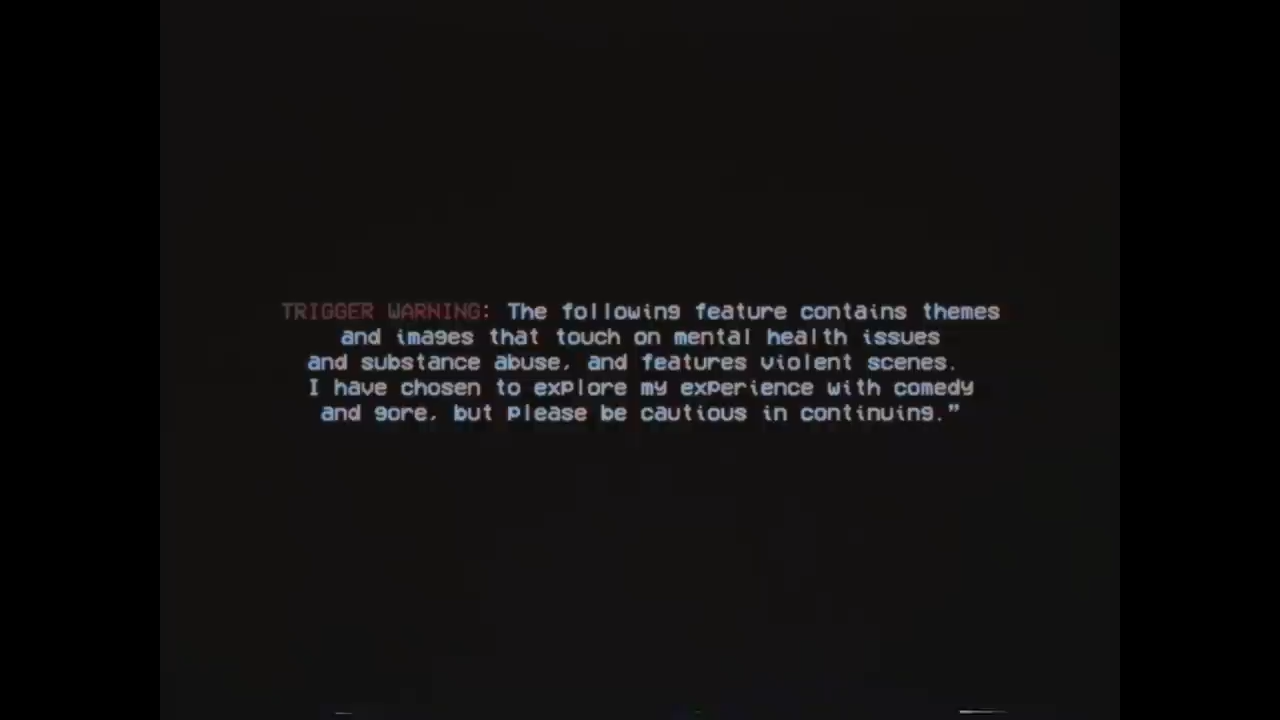 TRIGGER WARNING: The following feature contains themes
and images that touch on mental health issues
and substance abuse, and features violent scenes.
I have chosen to explore my experience with comedy
and gore, but please be cautious in continuing.”